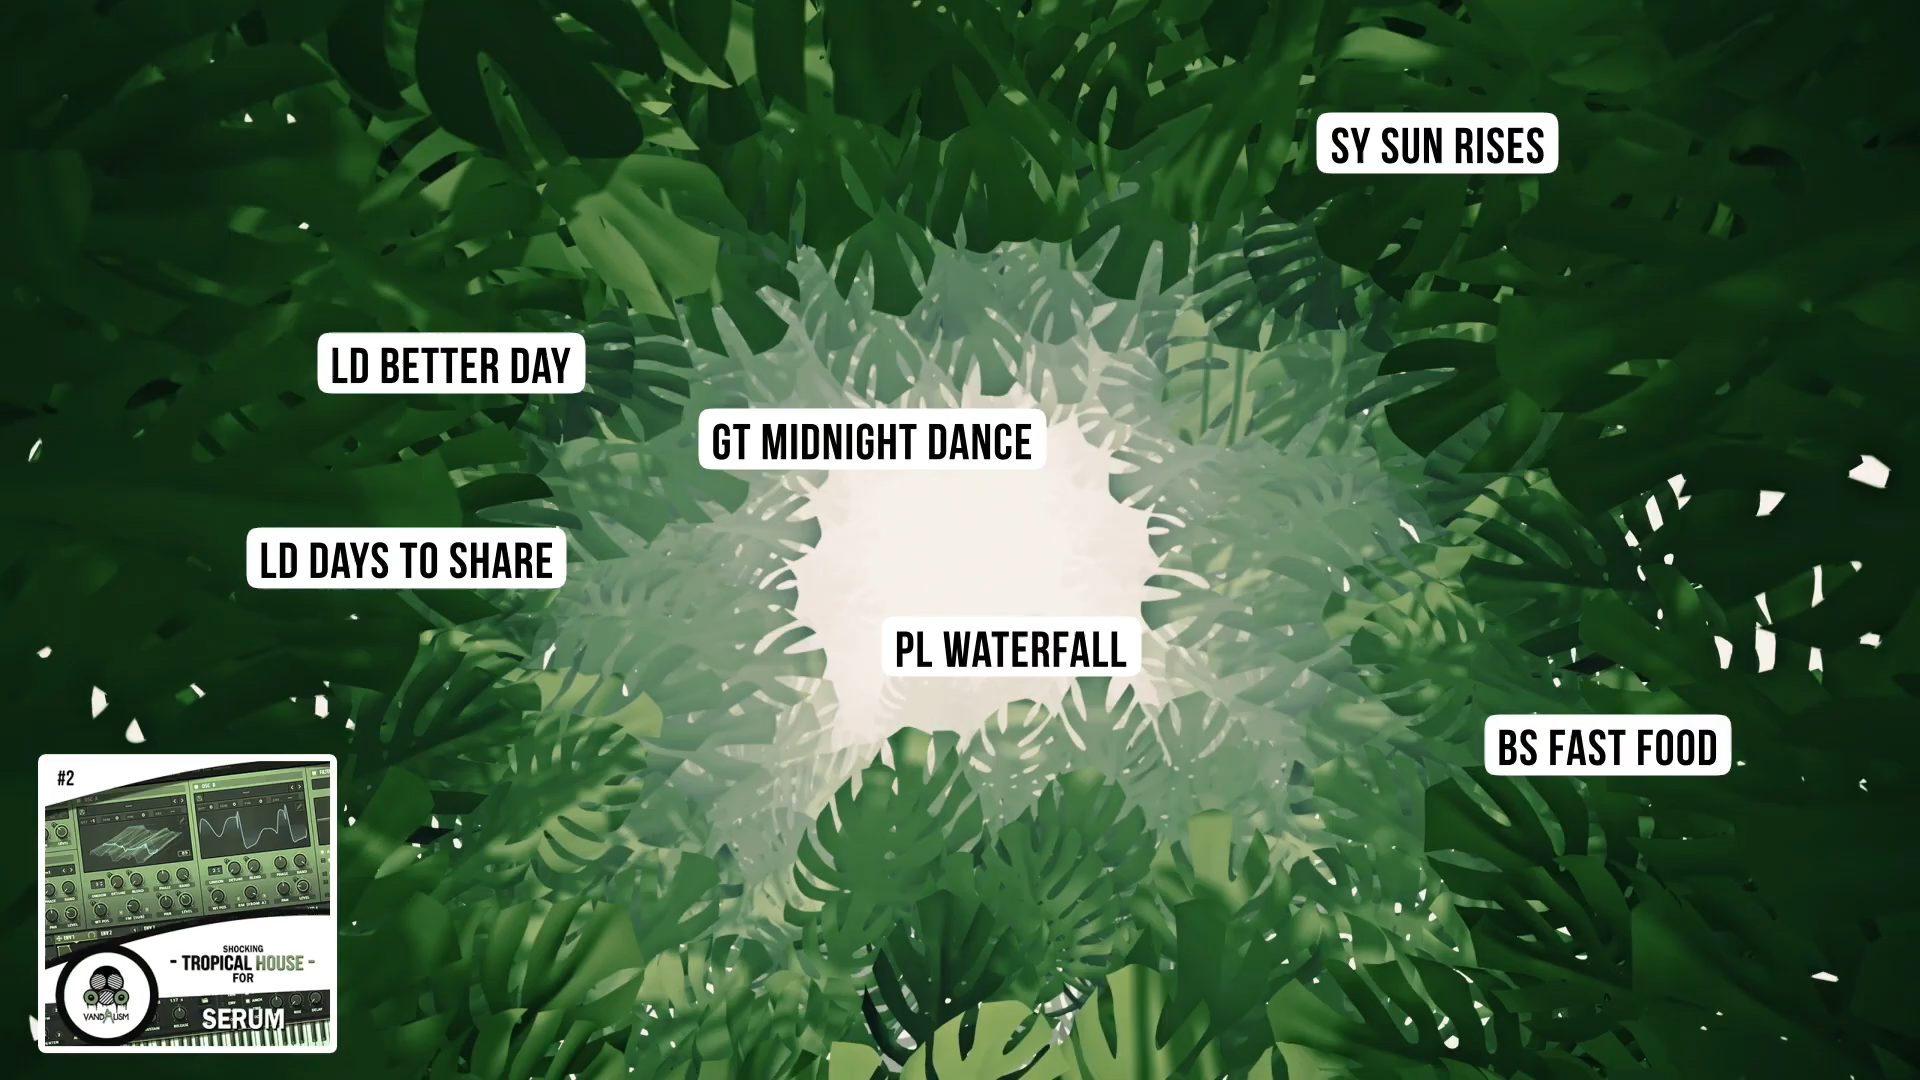 SY SUN RISES
LD BETTER DAY
GT MIDNIGHT DANCE
LD DAYS TO SHARE
PL WATERFALL
BS FAST FOOD
#2
SHOCKING
- TROPICAL HOUSE -
FOR
SERUM
VANDALISM